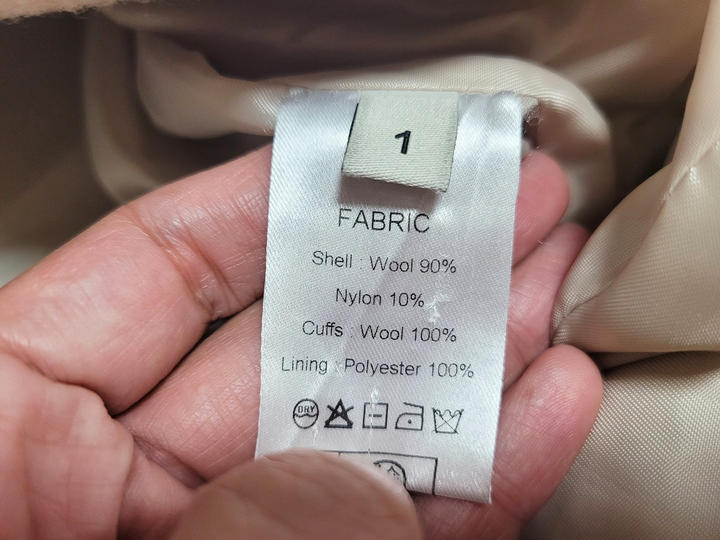 1
FABRIC
Shell : Wool 90%
Nylon 10%
Cuffs : Wool 100%
Lining : Polyester 100%
DRY